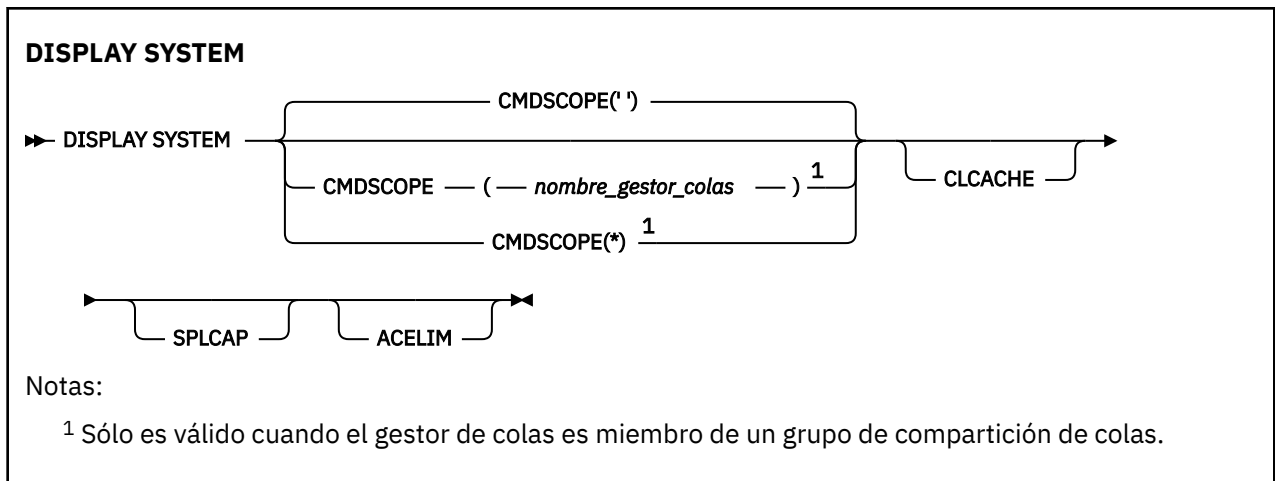 DISPLAY SYSTEM
CMDSCOPE(' ')
DISPLAY SYSTEM
CMDSCOPE ( nombre_gestor_colas ) 1
CLCACHE
CMDSCOPE(*) 1
SPLCAP ACELIM
Notas:
1 Sólo es válido cuando el gestor de colas es miembro de un grupo de compartición de colas.